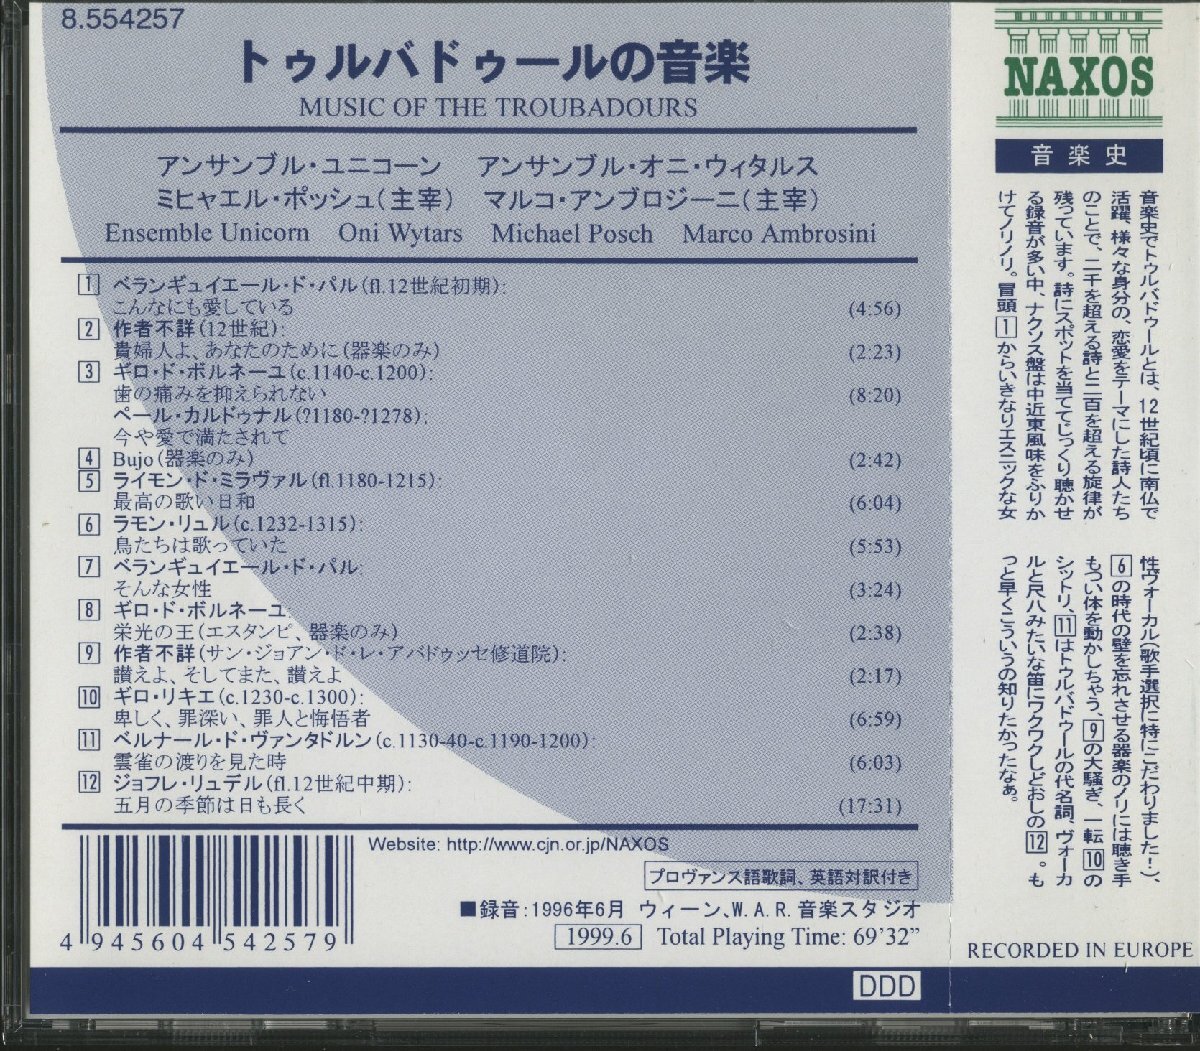 8.554257
トゥルバドゥールの音楽
MUSIC OF THE TROUBADOURS
アンサンブル・ユニコーン　アンサンブル・オニ・ウィタルス
ミヒャエル・ポッシュ(主宰)　マルコ・アンブロジーニ(主宰)
Ensemble Unicorn　Oni Wytars　Michael Posch　Marco Ambrosini
1 ベランギュイエール・ド・パル(fl.12世紀初期):
こんなにも愛している (4:56)
2 作者不詳(12世紀):
貴婦人よ、あなたのために(器楽のみ) (2:23)
3 ギロ・ド・ボルネーユ(c.1140-c.1200):
歯の痛みを抑えられない (8:20)
ペール・カルドゥナル(?1180-?1278):
今や愛で満たされて
4 Bujo(器楽のみ) (2:42)
5 ライモン・ド・ミラヴァル(fl.1180-1215):
最高の歌い日和 (6:04)
6 ラモン・リュル(c.1232-1315):
鳥たちは歌っていた (5:53)
7 ベランギュイエール・ド・パル:
そんな女性 (3:24)
8 ギロ・ド・ボルネーユ:
栄光の王(エスタンピ、器楽のみ) (2:38)
9 作者不詳(サン・ジョアン・ド・レ・アバドゥッセ修道院):
讃えよ、そしてまた、讃えよ (2:17)
10 ギロ・リキエ(c.1230-c.1300):
卑しく、罪深い、罪人と悔悟者 (6:59)
11 ベルナール・ド・ヴァンタドルン(c.1130-40-c.1190-1200):
雲雀の渡りを見た時 (6:03)
12 ジョフレ・リュデル(fl.12世紀中期):
五月の季節は日も長く (17:31)
Website: http://www.cjn.or.jp/NAXOS
プロヴァンス語歌詞、英語対訳付き
■録音:1996年6月 ウィーン、W.A.R.音楽スタジオ
1999.6 Total Playing Time: 69'32”
4 945604 542579
DDD
NAXOS
音楽史
音楽史でトゥルバドゥールとは、12世紀頃に南仏で
活躍、様々な身分の、恋愛をテーマにした詩人たち
のことで、二千を超える詩と二百を超える旋律が
残っています。詩にスポットを当ててしっくり聴かせ
る録音が多い中、ナクソス盤は中近東風味をふりか
けてノリノリ。冒頭1からいきなりエスニックな女
性ヴォーカル(歌手選択に特にこだわりました!)、
6の時代の壁を忘れさせる器楽のノリには聴き手
もつい体を動かしちゃう、9の大騒ぎ、一転10の
シットリ、11はトゥルバドゥールの代名詞、ヴォーカ
ルと尺八みたいな笛にワクワクしどおしの12。も
っと早くこういうの知りたかったなぁ。
RECORDED IN EUROPE